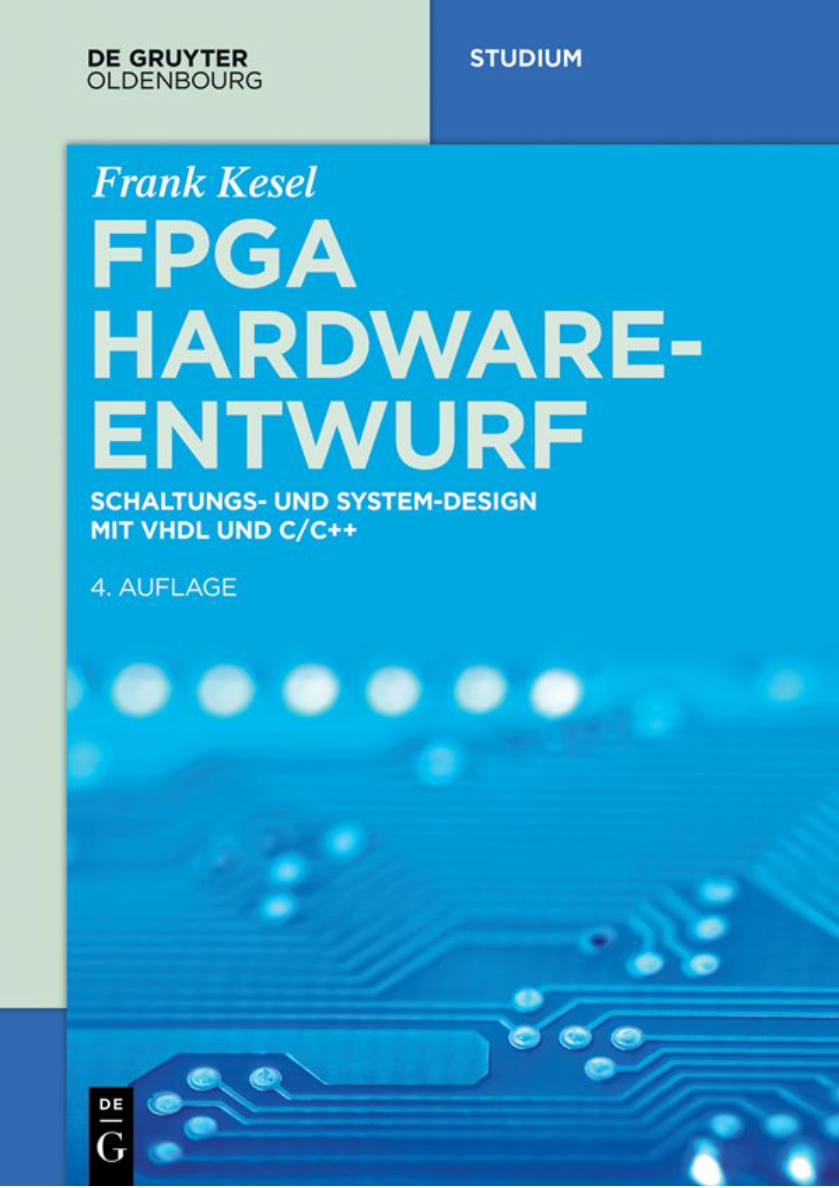 DE GRUYTER
OLDENBOURG
STUDIUM
Frank Kesel
FPGA
HARDWARE-
ENTWURF
SCHALTUNGS- UND SYSTEM-DESIGN
MIT VHDL UND C/C++
4. AUFLAGE
DE
G